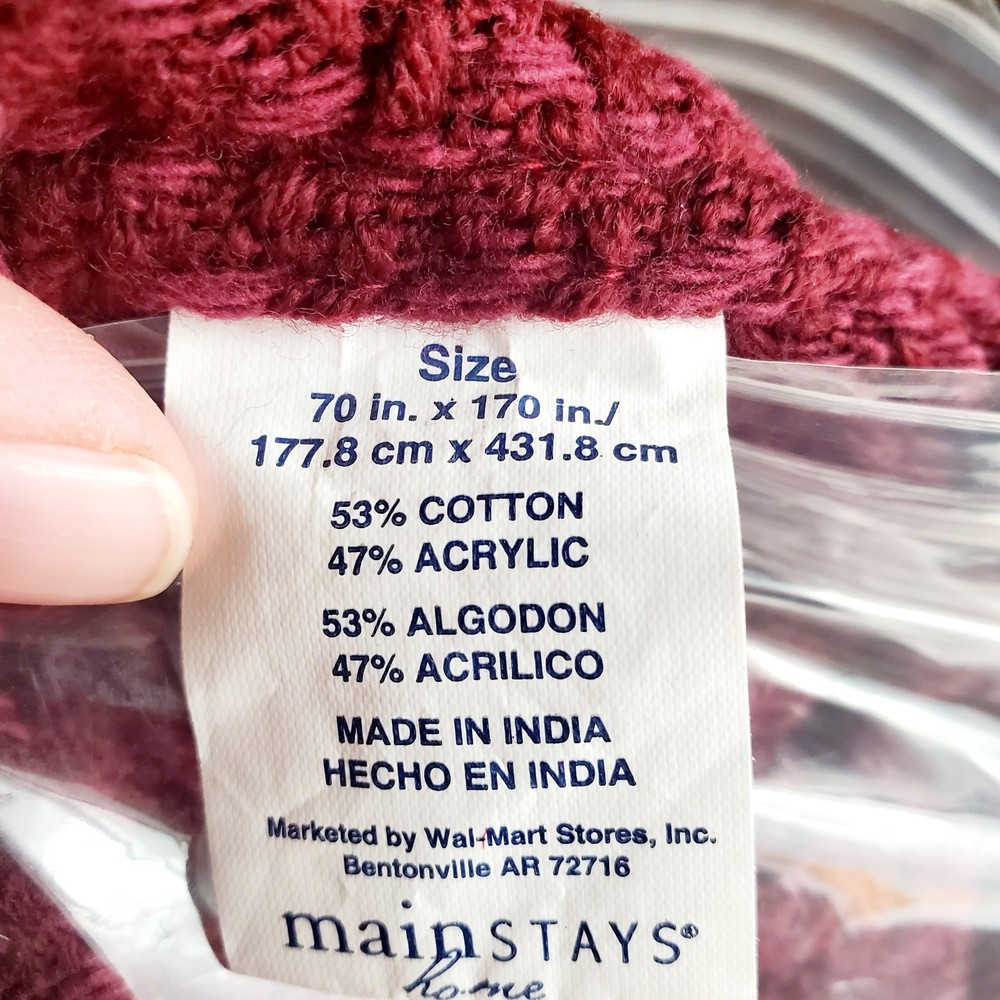 Size
70 in. x 170 in./
177.8 cm x 431.8 cm
53% COTTON
47% ACRYLIC
53% ALGODON
47% ACRILICO
MADE IN INDIA
HECHO EN INDIA
Marketed by Wal-Mart Stores, Inc.
Bentonville AR 72716
mainSTAYS®
home